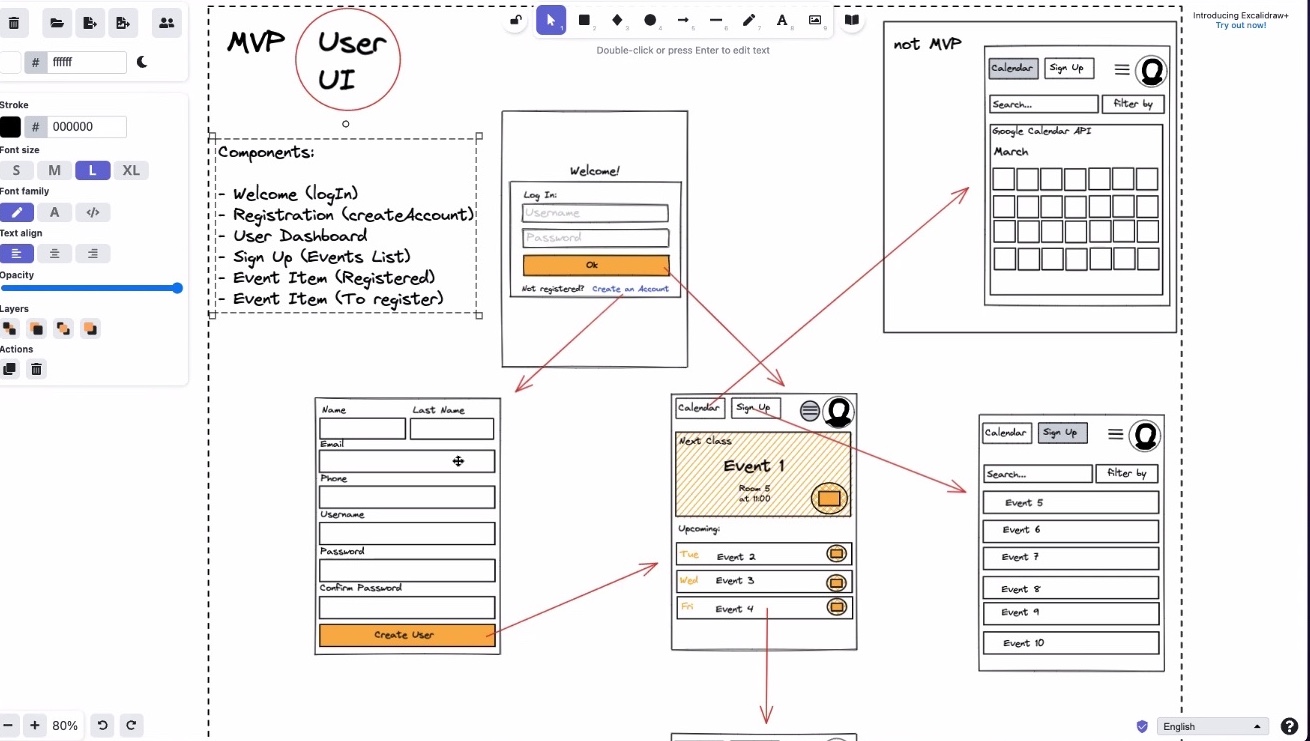 # ffffff
Stroke
# 000000
Font size
S M L XL
Font family
A </>
Text align
Opacity
Layers
Actions
80%
1
2
3
4
5
6
7
A
8
9
Double-click or press Enter to edit text
Introducing Excalidraw+
Try out now!
English
?
MVP
User
UI
Components:
- Welcome (logIn)
- Registration (createAccount)
- User Dashboard
- Sign Up (Events List)
- Event Item (Registered)
- Event Item (To register)
Welcome!
Log In:
Username
Password
Ok
Not registered? Create an Account
not MVP
Calendar Sign Up
Search... filter by
Google Calendar API
March
Name Last Name
Email
Phone
Username
Password
Confirm Password
Create User
Calendar Sign Up
Next Class
Event 1
Room 5
at 11:00
Upcoming:
Tue Event 2
Wed Event 3
Fri Event 4
Calendar Sign Up
Search... filter by
Event 5
Event 6
Event 7
Event 8
Event 9
Event 10